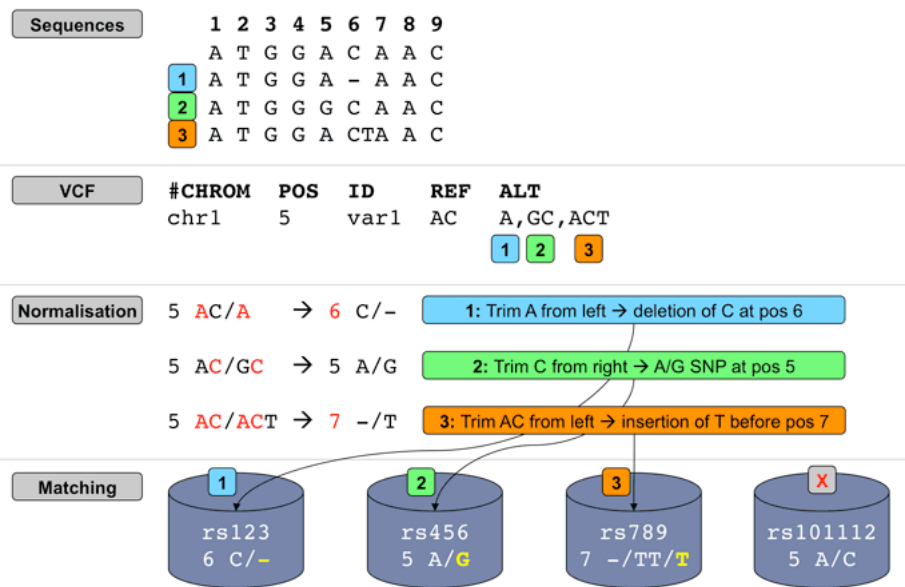 Sequences
1 2 3 4 5 6 7 8 9
A T G G A C A A C
1 A T G G A - A A C
2 A T G G G C A A C
3 A T G G A CTA A C
VCF
#CHROM POS ID REF ALT
chr1 5 var1 AC A,GC,ACT
1 2 3
Normalisation
5 AC/A → 6 C/- 1: Trim A from left → deletion of C at pos 6
5 AC/GC → 5 A/G 2: Trim C from right → A/G SNP at pos 5
5 AC/ACT → 7 -/T 3: Trim AC from left → insertion of T before pos 7
Matching
1 2 3 X
rs123 rs456 rs789 rs101112
6 C/- 5 A/G 7 -/TT/T 5 A/C